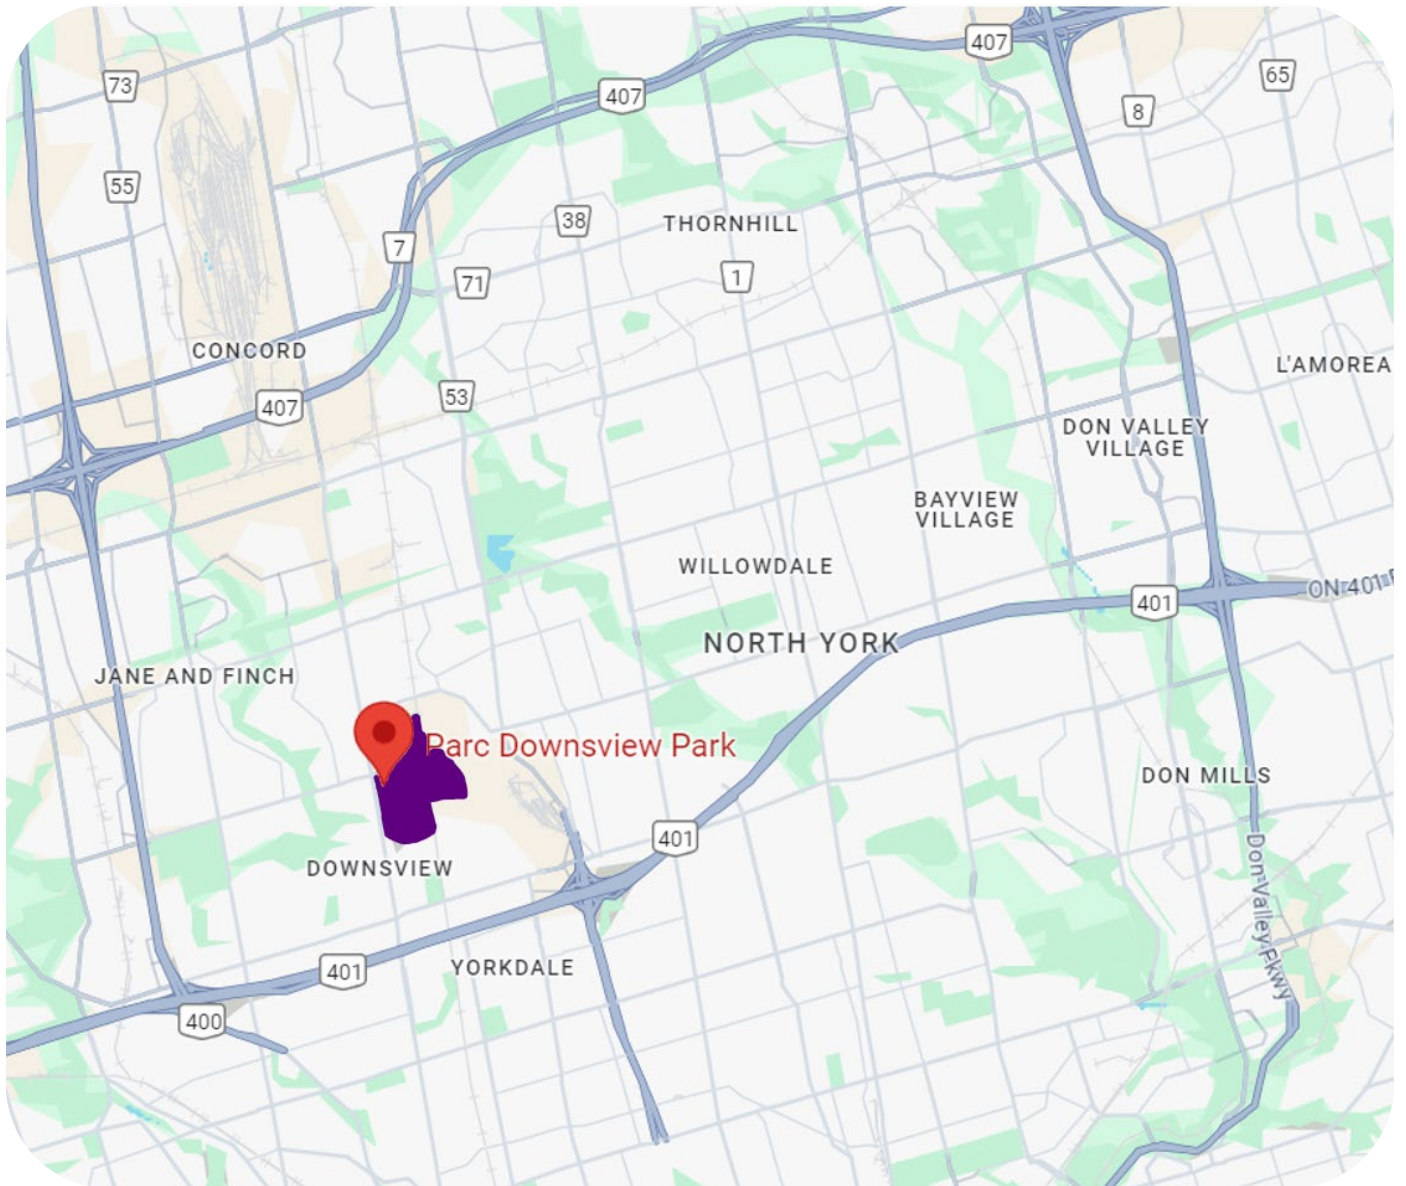 407
73
65
407
8
55
38
THORNHILL
7
71
1
CONCORD
L'AMOREA
53
407
DON VALLEY
VILLAGE
BAYVIEW
VILLAGE
WILLOWDALE
ON 401
401
NORTH YORK
JANE AND FINCH
Parc Downsview Park
DON MILLS
401
DOWNSVIEW
Don Valley Pkwy
YORKDALE
401
400